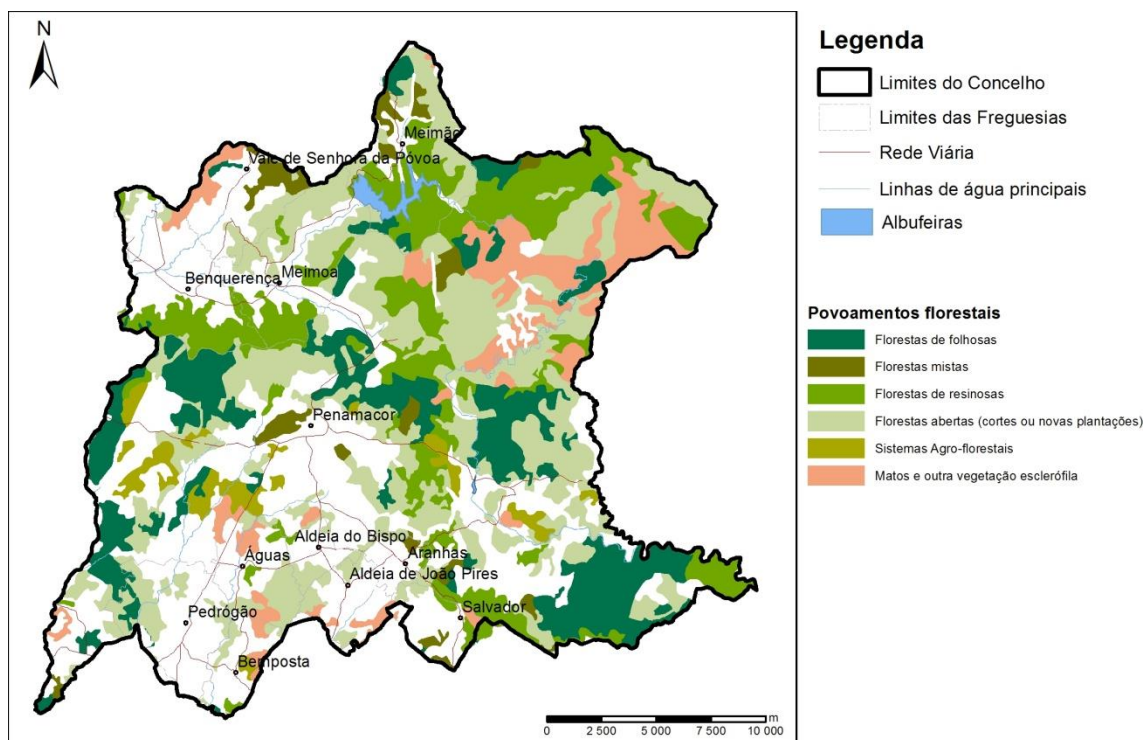 N
Meimão
Vale de Senhora da Póvoa
Benquerença
Meimoa
Penamacor
Aldeia do Bispo
Águas
Aranhas
Aldeia de João Pires
Pedrógão
Salvador
Bemposta
m
0 2 500 5 000 7 500 10 000
Legenda
Limites do Concelho
Limites das Freguesias
Rede Viária
Linhas de água principais
Albufeiras
Povoamentos florestais
Florestas de folhosas
Florestas mistas
Florestas de resinosas
Florestas abertas (cortes ou novas plantações)
Sistemas Agro-florestais
Matos e outra vegetação esclerófila